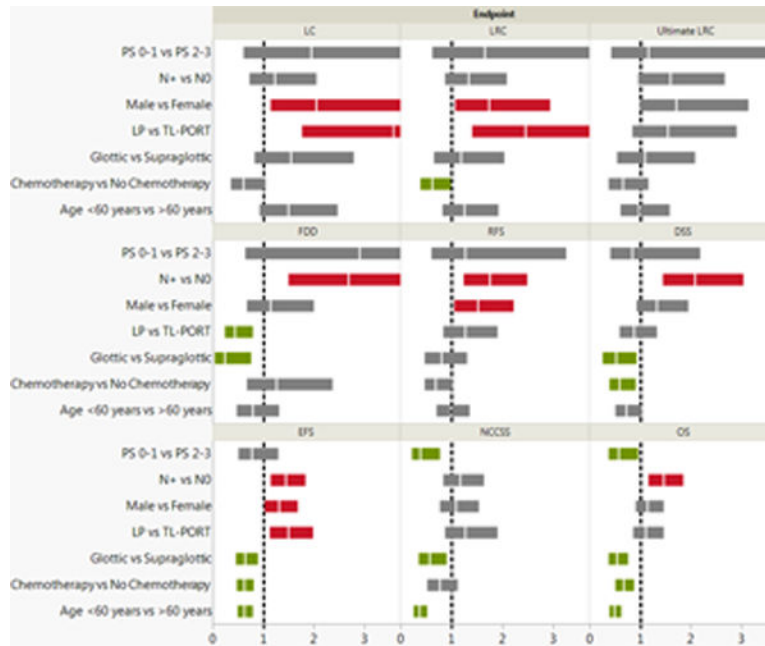 Endpoint
LC LRC Ultimate LRC
PS 0-1 vs PS 2-3
N+ vs N0
Male vs Female
LP vs TL-PORT
Glottic vs Supraglottic
Chemotherapy vs No Chemotherapy
Age <60 years vs >60 years
FDD RFS DSS
PS 0-1 vs PS 2-3
N+ vs N0
Male vs Female
LP vs TL-PORT
Glottic vs Supraglottic
Chemotherapy vs No Chemotherapy
Age <60 years vs >60 years
EFS NCCSS OS
PS 0-1 vs PS 2-3
N+ vs N0
Male vs Female
LP vs TL-PORT
Glottic vs Supraglottic
Chemotherapy vs No Chemotherapy
Age <60 years vs >60 years
0 1 2 3 0 1 2 3 0 1 2 3